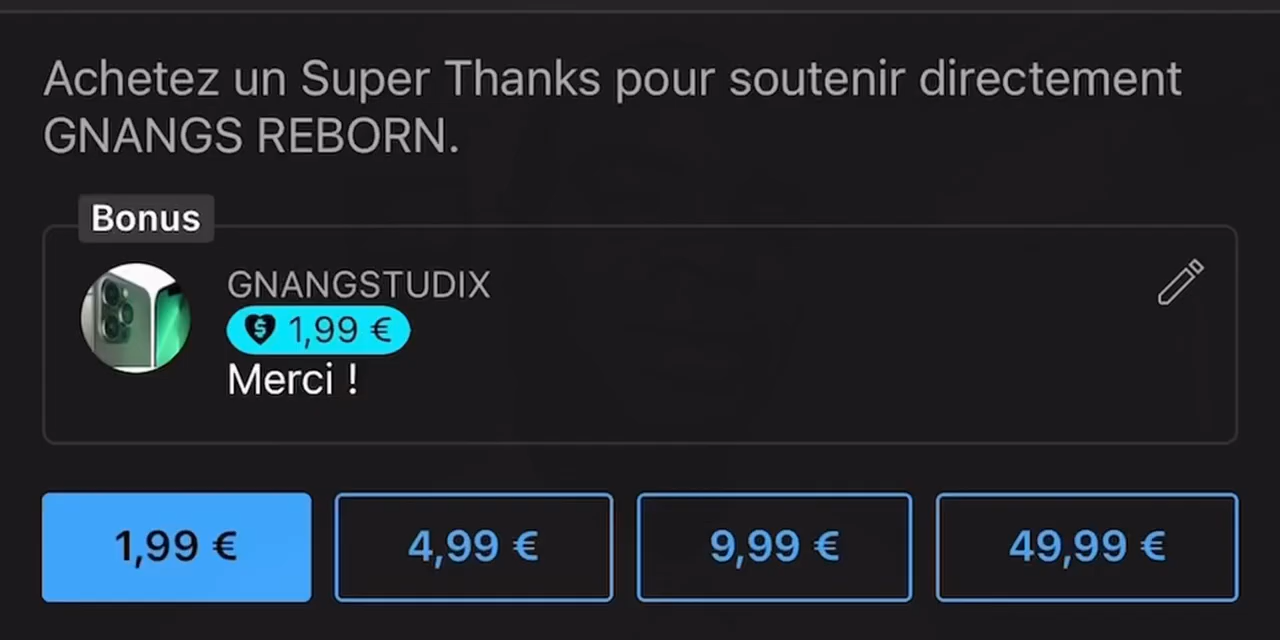 Achetez un Super Thanks pour soutenir directement
GNANGS REBORN.
Bonus
GNANGSTUDIX
1,99 €
Merci !
1,99 €
4,99 €
9,99 €
49,99 €